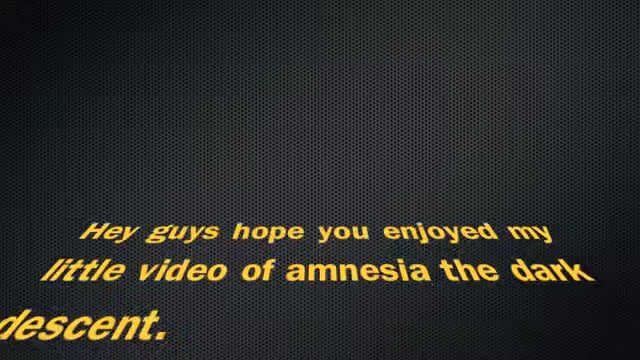 Hey guys hope you enjoyed my
little video of amnesia the dark
descent.